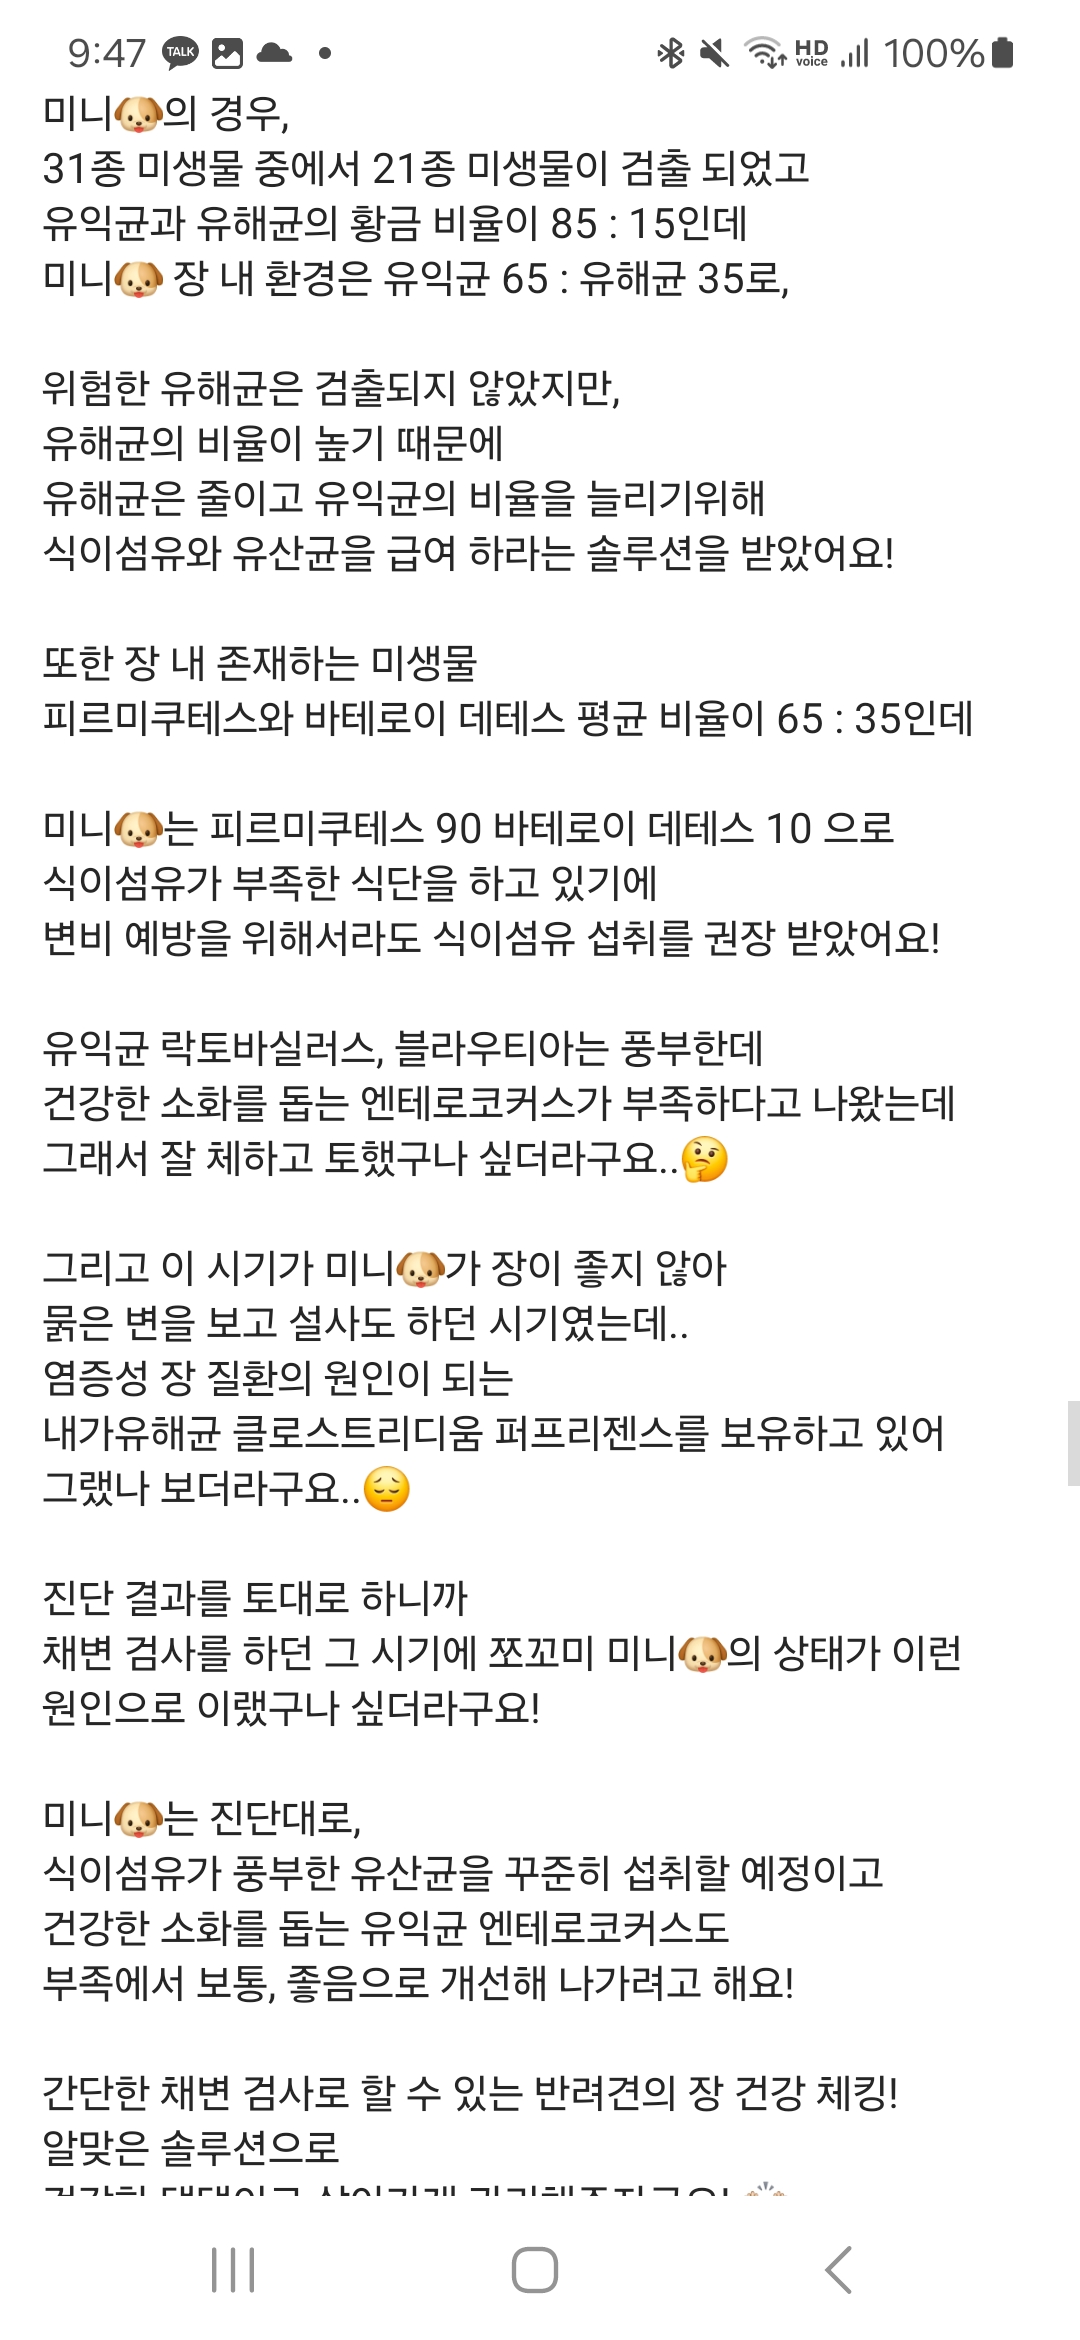 9:47 TALK HD voice 100%
미니🐶의 경우,
31종 미생물 중에서 21종 미생물이 검출 되었고
유익균과 유해균의 황금 비율이 85 : 15인데
미니🐶 장 내 환경은 유익균 65 : 유해균 35로,
위험한 유해균은 검출되지 않았지만,
유해균의 비율이 높기 때문에
유해균은 줄이고 유익균의 비율을 늘리기위해
식이섬유와 유산균을 급여 하라는 솔루션을 받았어요!
또한 장 내 존재하는 미생물
피르미쿠테스와 바테로이 데테스 평균 비율이 65 : 35인데
미니🐶는 피르미쿠테스 90 바테로이 데테스 10 으로
식이섬유가 부족한 식단을 하고 있기에
변비 예방을 위해서라도 식이섬유 섭취를 권장 받았어요!
유익균 락토바실러스, 블라우티아는 풍부한데
건강한 소화를 돕는 엔테로코커스가 부족하다고 나왔는데
그래서 잘 체하고 토했구나 싶더라구요..🤔
그리고 이 시기가 미니🐶가 장이 좋지 않아
묽은 변을 보고 설사도 하던 시기였는데..
염증성 장 질환의 원인이 되는
내가유해균 클로스트리디움 퍼프리젠스를 보유하고 있어
그랬나 보더라구요..😔
진단 결과를 토대로 하니까
채변 검사를 하던 그 시기에 쪼꼬미 미니🐶의 상태가 이런
원인으로 이랬구나 싶더라구요!
미니🐶는 진단대로,
식이섬유가 풍부한 유산균을 꾸준히 섭취할 예정이고
건강한 소화를 돕는 유익균 엔테로코커스도
부족에서 보통, 좋음으로 개선해 나가려고 해요!
간단한 채변 검사로 할 수 있는 반려견의 장 건강 체킹!
알맞은 솔루션으로